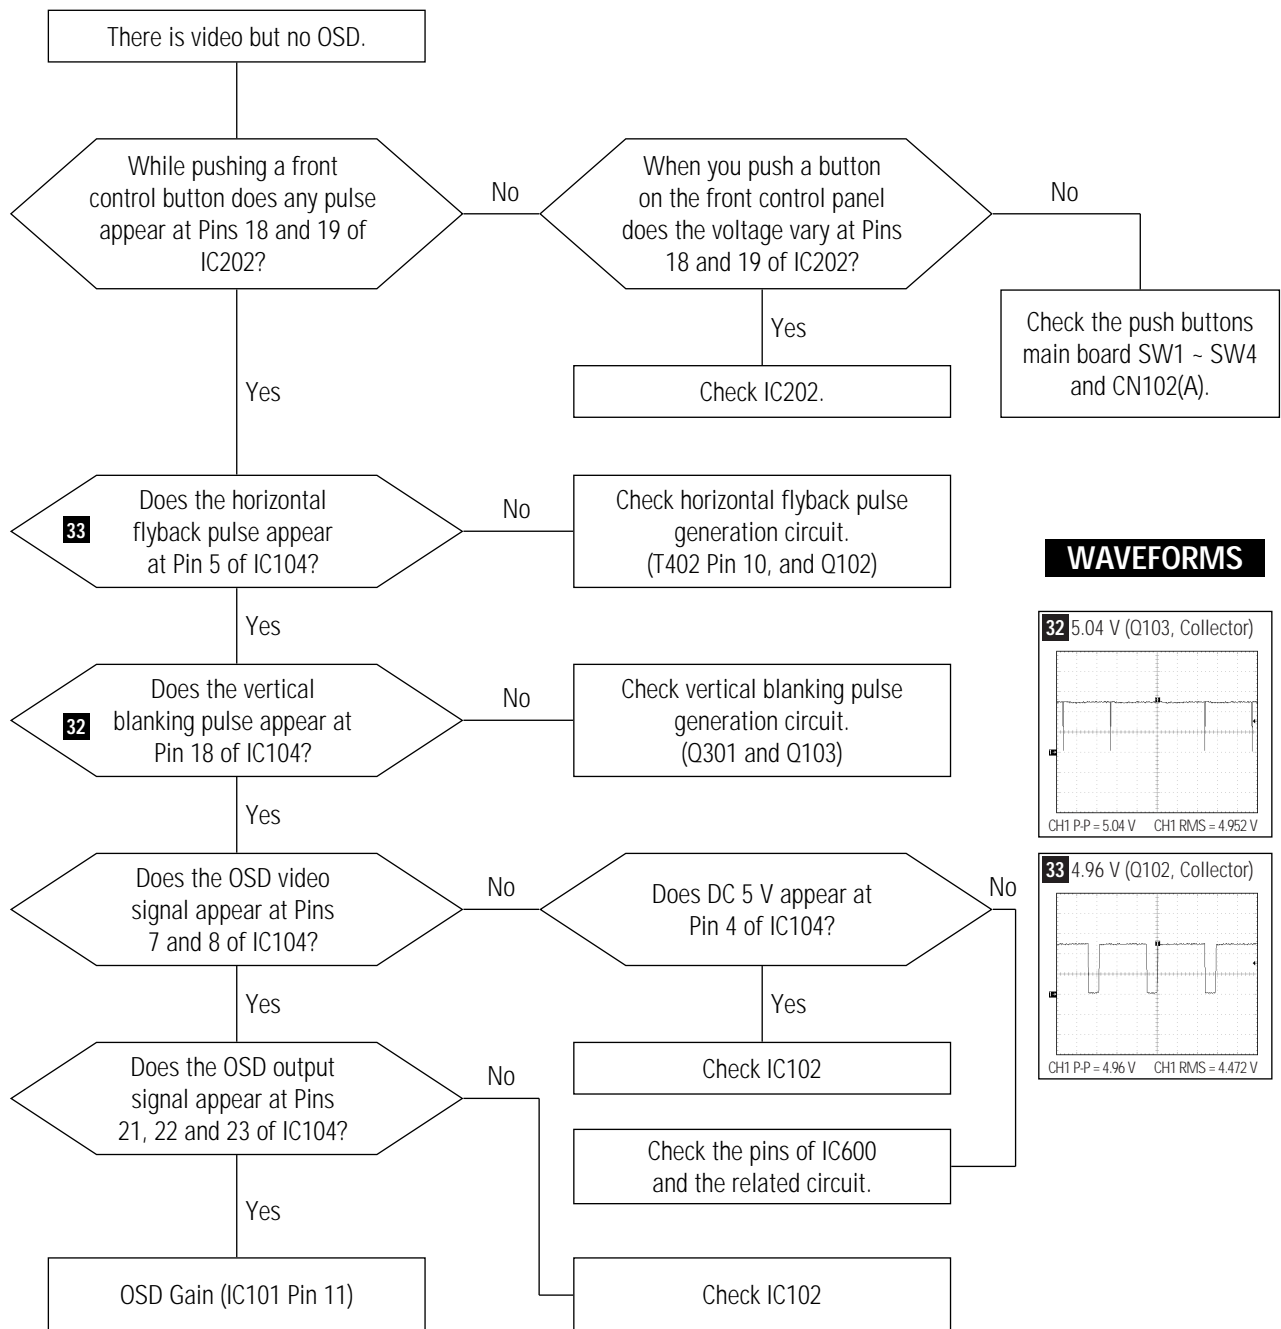 There is video but no OSD.
While pushing a front
control button does any pulse
appear at Pins 18 and 19 of
IC202?
No
When you push a button
on the front control panel
does the voltage vary at Pins
18 and 19 of IC202?
No
Check the push buttons
main board SW1 ~ SW4
and CN102(A).
Yes
Check IC202.
Yes
33
Does the horizontal
flyback pulse appear
at Pin 5 of IC104?
No
Check horizontal flyback pulse
generation circuit.
(T402 Pin 10, and Q102)
Yes
32
Does the vertical
blanking pulse appear at
Pin 18 of IC104?
No
Check vertical blanking pulse
generation circuit.
(Q301 and Q103)
Yes
Does the OSD video
signal appear at Pins
7 and 8 of IC104?
No
Does DC 5 V appear at
Pin 4 of IC104?
No
Yes
Check IC102
Check the pins of IC600
and the related circuit.
Yes
Does the OSD output
signal appear at Pins
21, 22 and 23 of IC104?
No
Yes
OSD Gain (IC101 Pin 11)
Check IC102
WAVEFORMS
32 5.04 V (Q103, Collector)
CH1 P-P = 5.04 V CH1 RMS = 4.952 V
33 4.96 V (Q102, Collector)
CH1 P-P = 4.96 V CH1 RMS = 4.472 V